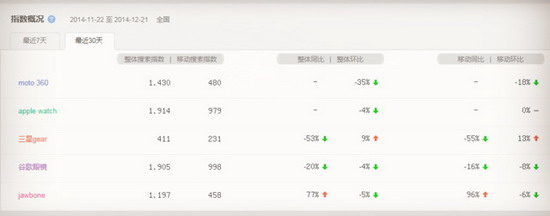 指数概况 ? 2014-11-22 至 2014-12-21 全国
最近7天 最近30天
整体搜索指数 | 移动搜索指数 整体同比 | 整体环比 移动同比 | 移动环比
moto 360 1,430 480 - -35% - -18%
apple watch 1,914 979 - -4% - 0% -
三星gear 411 231 -53% 9% -55% 13%
谷歌眼镜 1,905 998 -20% -4% -16% -8%
jawbone 1,197 458 77% -5% 96% -6%